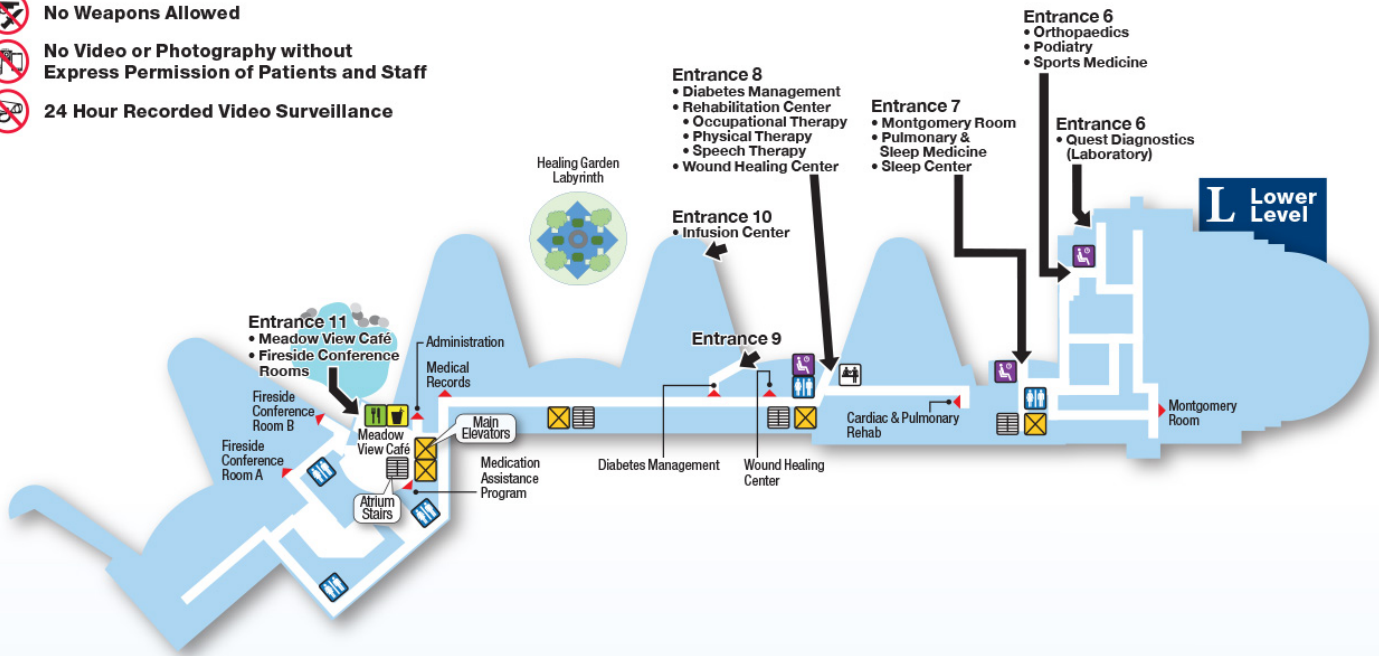 No Weapons Allowed
No Video or Photography without
Express Permission of Patients and Staff
24 Hour Recorded Video Surveillance
Entrance 6
• Orthopaedics
• Podiatry
• Sports Medicine
Entrance 8
• Diabetes Management
• Rehabilitation Center
• Occupational Therapy
• Physical Therapy
• Speech Therapy
• Wound Healing Center
Entrance 7
• Montgomery Room
• Pulmonary &
Sleep Medicine
• Sleep Center
Entrance 6
• Quest Diagnostics
(Laboratory)
Healing Garden
Labyrinth
L Lower
Level
Entrance 10
• Infusion Center
Entrance 11
• Meadow View Café
• Fireside Conference
Rooms
Entrance 9
Administration
Medical
Records
Fireside
Conference
Room B
Fireside
Conference
Room A
Meadow
View Café
Main
Elevators
Atrium
Stairs
Medication
Assistance
Program
Diabetes Management
Wound Healing
Center
Cardiac & Pulmonary
Rehab
Montgomery
Room